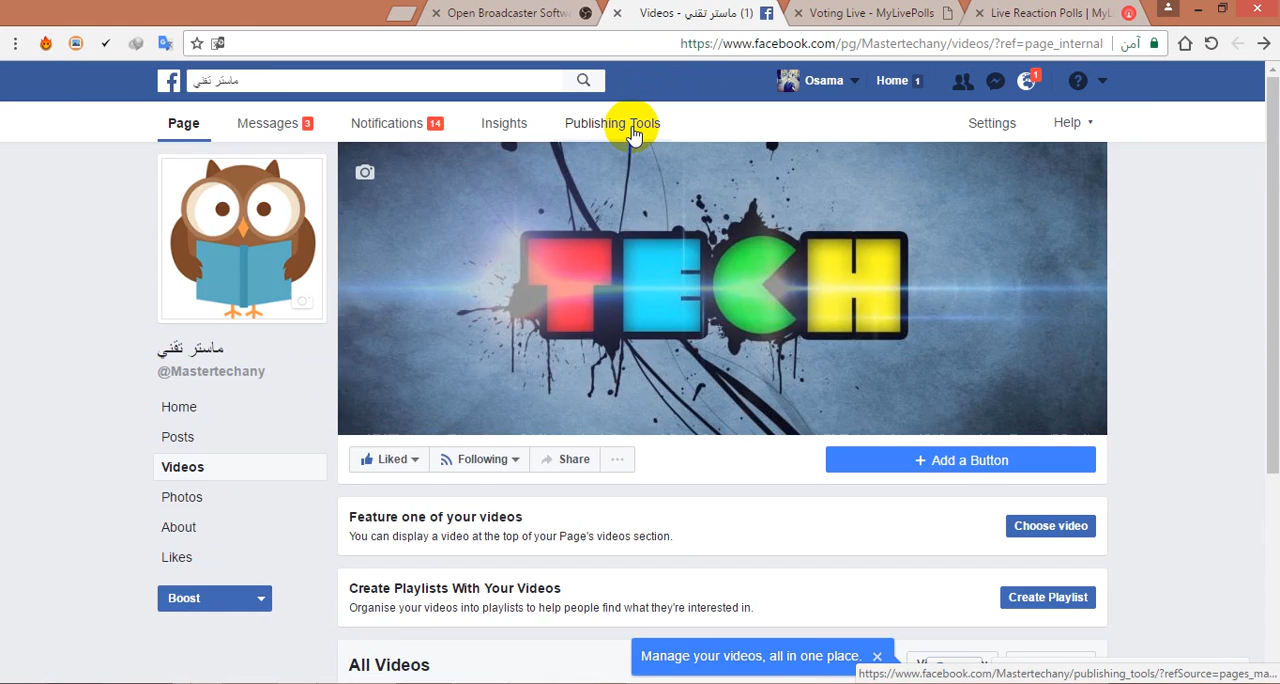 Open Broadcaster Softw
Videos - ماستر تقني (1)
Voting Live - MyLivePolls
Live Reaction Polls | MyL
https://www.facebook.com/pg/Mastertechany/videos/?ref=page_internal
آمن
ماستر تقني
Osama
Home 1
1
Page
Messages 3
Notifications 14
Insights
Publishing Tools
Settings
Help
TECH
ماستر تقني
@Mastertechany
Home
Posts
Videos
Photos
About
Likes
Boost
Liked
Following
Share
+ Add a Button
Feature one of your videos
You can display a video at the top of your Page's videos section.
Choose video
Create Playlists With Your Videos
Organise your videos into playlists to help people find what they're interested in.
Create Playlist
All Videos
Manage your videos, all in one place.
https://www.facebook.com/Mastertechany/publishing_tools/?refSource=pages_ma...